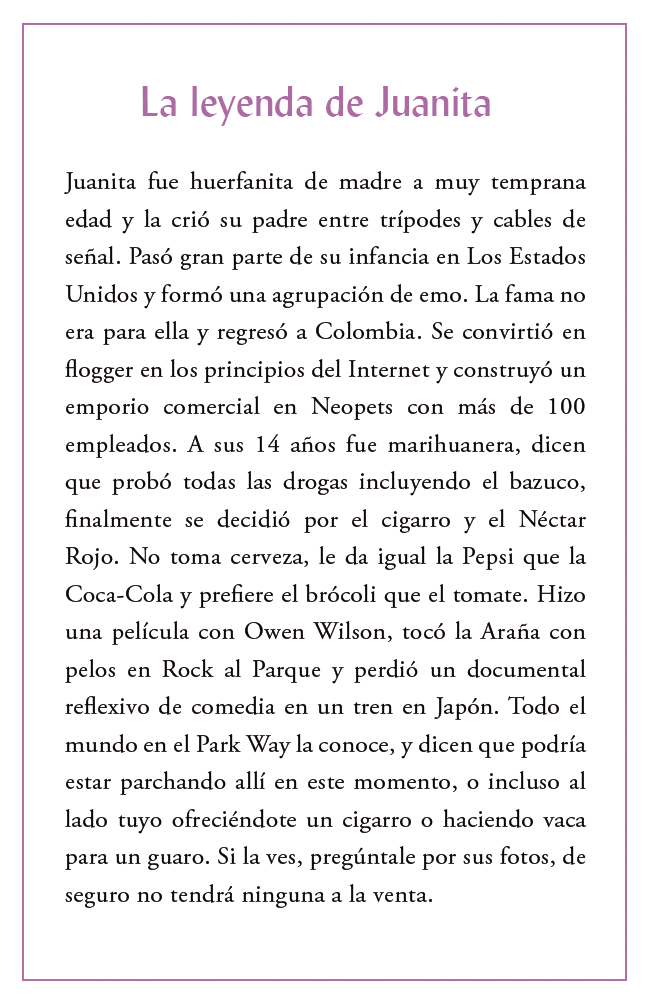 La leyenda de Juanita
Juanita fue huerfanita de madre a muy temprana
edad y la crió su padre entre trípodes y cables de
señal. Pasó gran parte de su infancia en Los Estados
Unidos y formó una agrupación de emo. La fama no
era para ella y regresó a Colombia. Se convirtió en
flogger en los principios del Internet y construyó un
emporio comercial en Neopets con más de 100
empleados. A sus 14 años fue marihuanera, dicen
que probó todas las drogas incluyendo el bazuco,
finalmente se decidió por el cigarro y el Néctar
Rojo. No toma cerveza, le da igual la Pepsi que la
Coca-Cola y prefiere el brócoli que el tomate. Hizo
una película con Owen Wilson, tocó la Araña con
pelos en Rock al Parque y perdió un documental
reflexivo de comedia en un tren en Japón. Todo el
mundo en el Park Way la conoce, y dicen que podría
estar parchando allí en este momento, o incluso al
lado tuyo ofreciéndote un cigarro o haciendo vaca
para un guaro. Si la ves, pregúntale por sus fotos, de
seguro no tendrá ninguna a la venta.